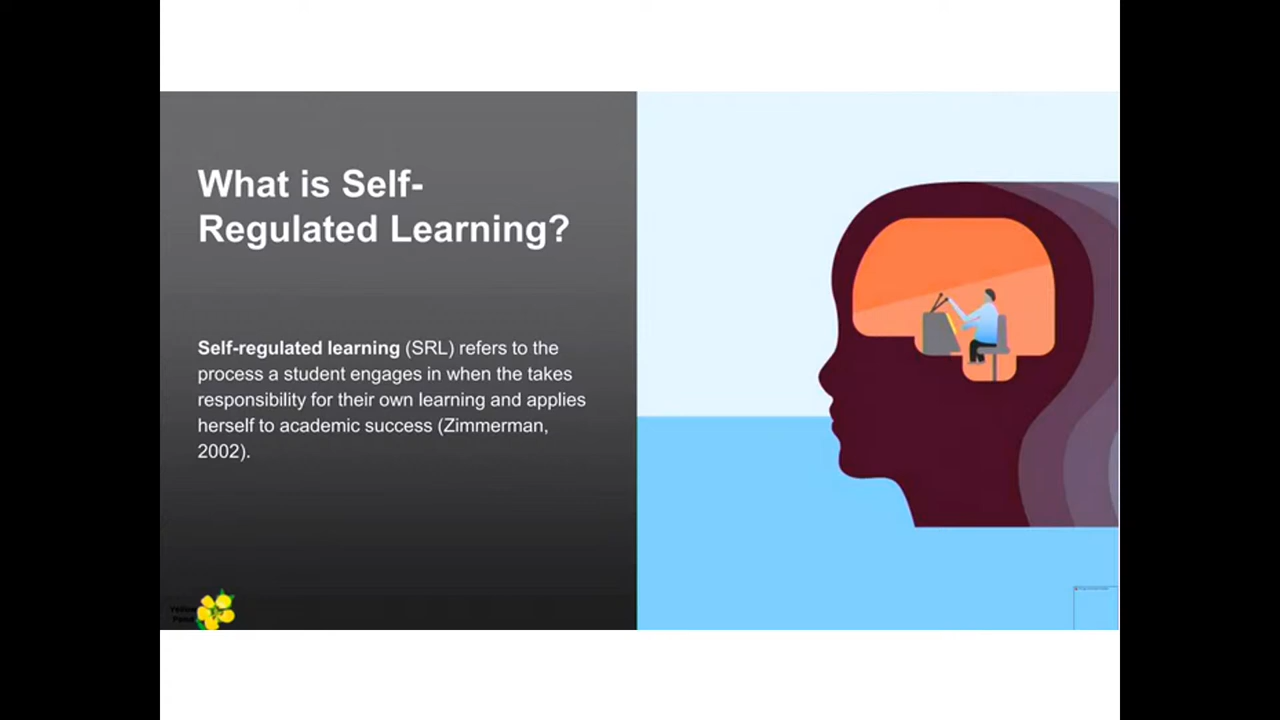 What is Self-
Regulated Learning?
Self-regulated learning (SRL) refers to the
process a student engages in when the takes
responsibility for their own learning and applies
herself to academic success (Zimmerman,
2002).